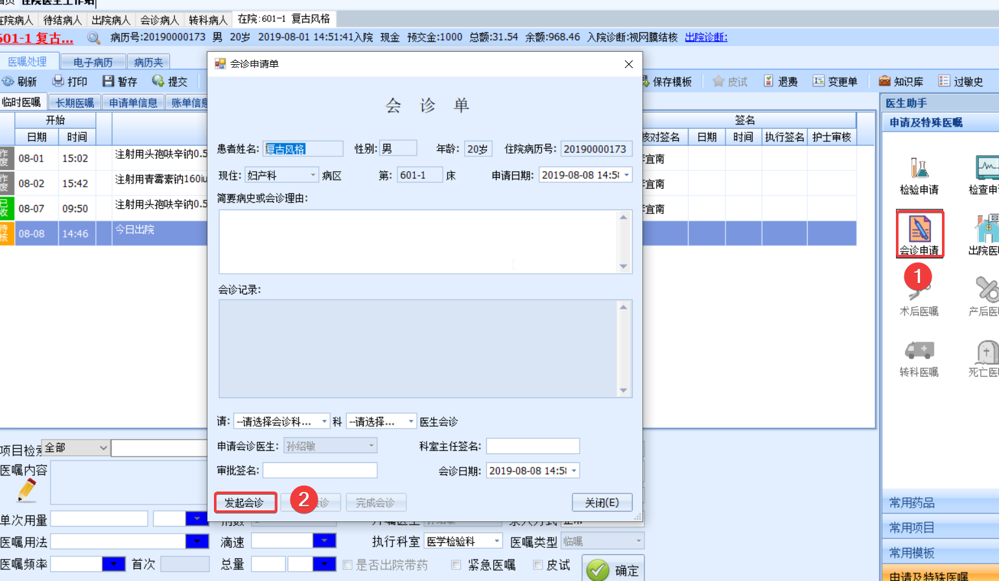 在院病人 待结病人 出院病人 会诊病人 转科病人 在院:601-1 复古风格
601-1 复古... 病历号:20190000173 男 20岁 2019-08-01 14:51:41入院 现金 预交金:1000 总额:31.54 余额:968.46 入院诊断:视网膜结核 出院诊断:
医嘱处理 电子病历 病历夹
刷新 打印 暂存 提交 保存模板 皮试 退费 变更单 知识库 过敏史
临时医嘱 长期医嘱 申请单信息 账单信息
开始 签名
日期 时间 核对签名 日期 时间 执行签名 护士审核
作废 08-01 15:02 注射用头孢呋辛钠0.5 宜南
作废 08-02 15:42 注射用青霉素钠160iu 宜南
已收 08-07 09:50 注射用头孢呋辛钠0.5 宜南
待核 08-08 14:46 今日出院
会诊申请单
会 诊 单
患者姓名: 复古风格 性别: 男 年龄: 20岁 住院病历号: 20190000173
现住: 妇产科 病区 第: 601-1 床 申请日期: 2019-08-08 14:58
简要病史或会诊理由:
会诊记录:
请: --请选择会诊科... 科 --请选择... 医生会诊
申请会诊医生: 孙绍敏 科室主任签名:
审批签名: 会诊日期: 2019-08-08 14:58
发起会诊 2 诊 完成会诊 关闭(E)
医生助手
申请及特殊医嘱
检验申请 检查申
会诊申请 出院医
1
术后医嘱 产后医
转科医嘱 死亡医
常用药品
常用项目
常用模板
申请及特殊医嘱
项目检索 全部
医嘱内容
单次用量
医嘱用法 滴速 执行科室 医学检验科 医嘱类型 临嘱
医嘱频率 首次 总量 是否出院带药 紧急医嘱 皮试 确定